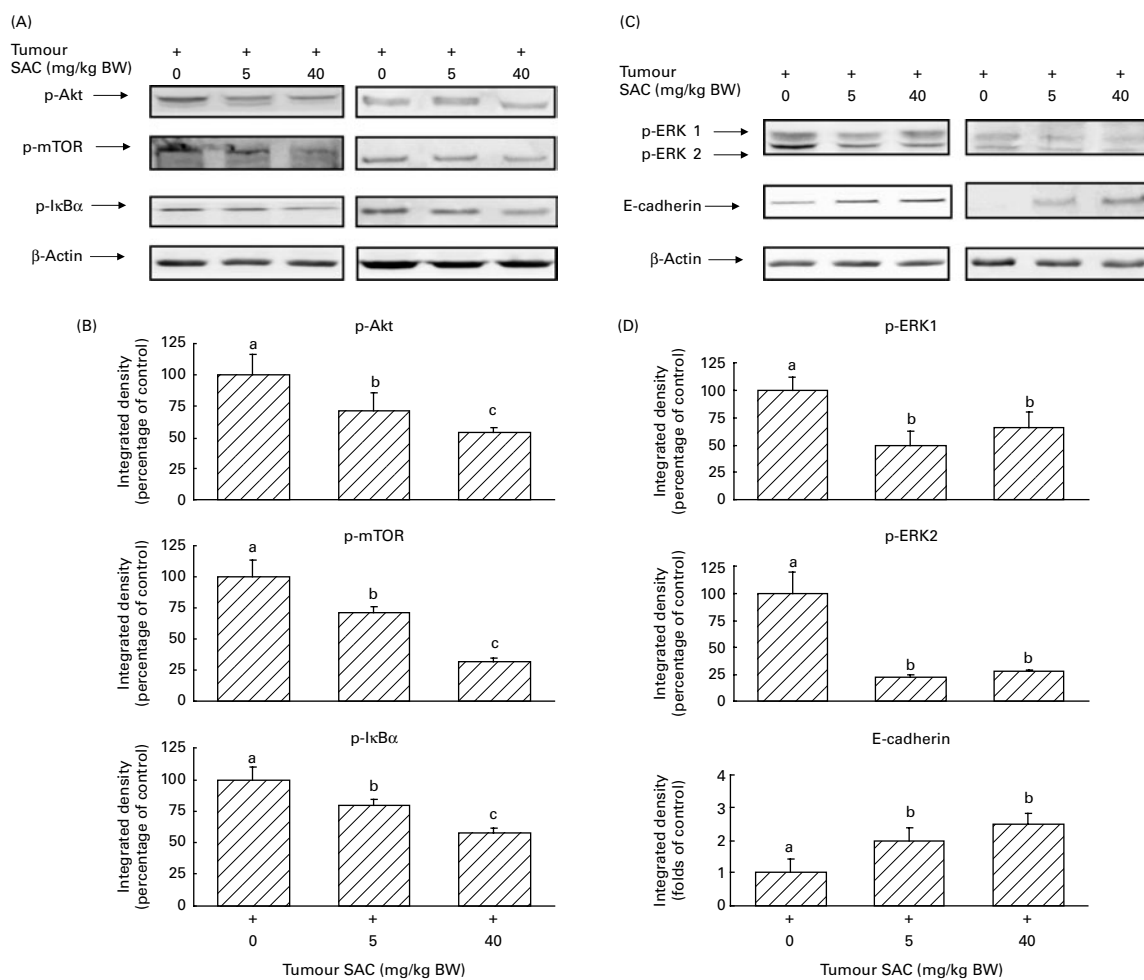 (A)
Tumour + + + + + +
SAC (mg/kg BW) 0 5 40 0 5 40
p-Akt
p-mTOR
p-IκBα
β-Actin
(C)
Tumour + + + + + +
SAC (mg/kg BW) 0 5 40 0 5 40
p-ERK 1
p-ERK 2
E-cadherin
β-Actin
(B)
p-Akt
Integrated density
(percentage of control)
125
100
75
50
25
0
a b c
p-mTOR
Integrated density
(percentage of control)
125
100
75
50
25
0
a b c
p-IκBα
Integrated density
(percentage of control)
125
100
75
50
25
0
a b c
+ + +
0 5 40
Tumour SAC (mg/kg BW)
(D)
p-ERK1
Integrated density
(percentage of control)
125
100
75
50
25
0
a b b
p-ERK2
Integrated density
(percentage of control)
125
100
75
50
25
0
a b b
E-cadherin
Integrated density
(folds of control)
4
3
2
1
0
a b b
+ + +
0 5 40
Tumour SAC (mg/kg BW)